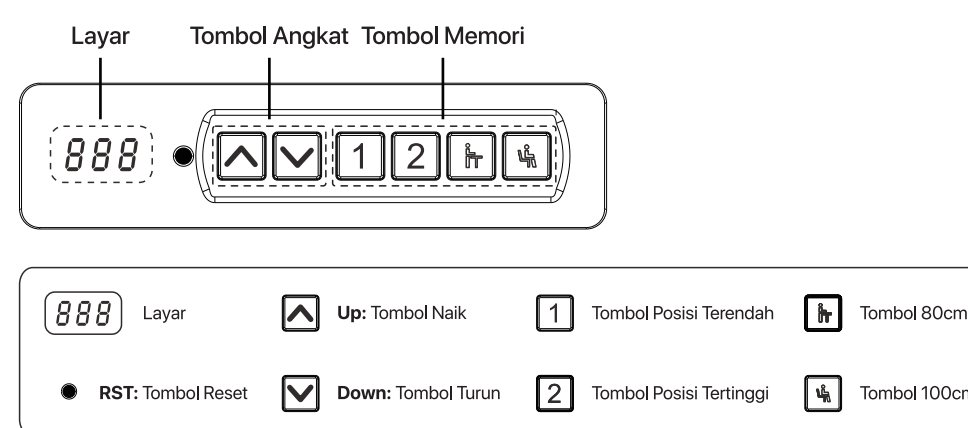 Layar Tombol Angkat Tombol Memori
888 1 2
888 Layar Up: Tombol Naik 1 Tombol Posisi Terendah Tombol 80cm
RST: Tombol Reset Down: Tombol Turun 2 Tombol Posisi Tertinggi Tombol 100cm